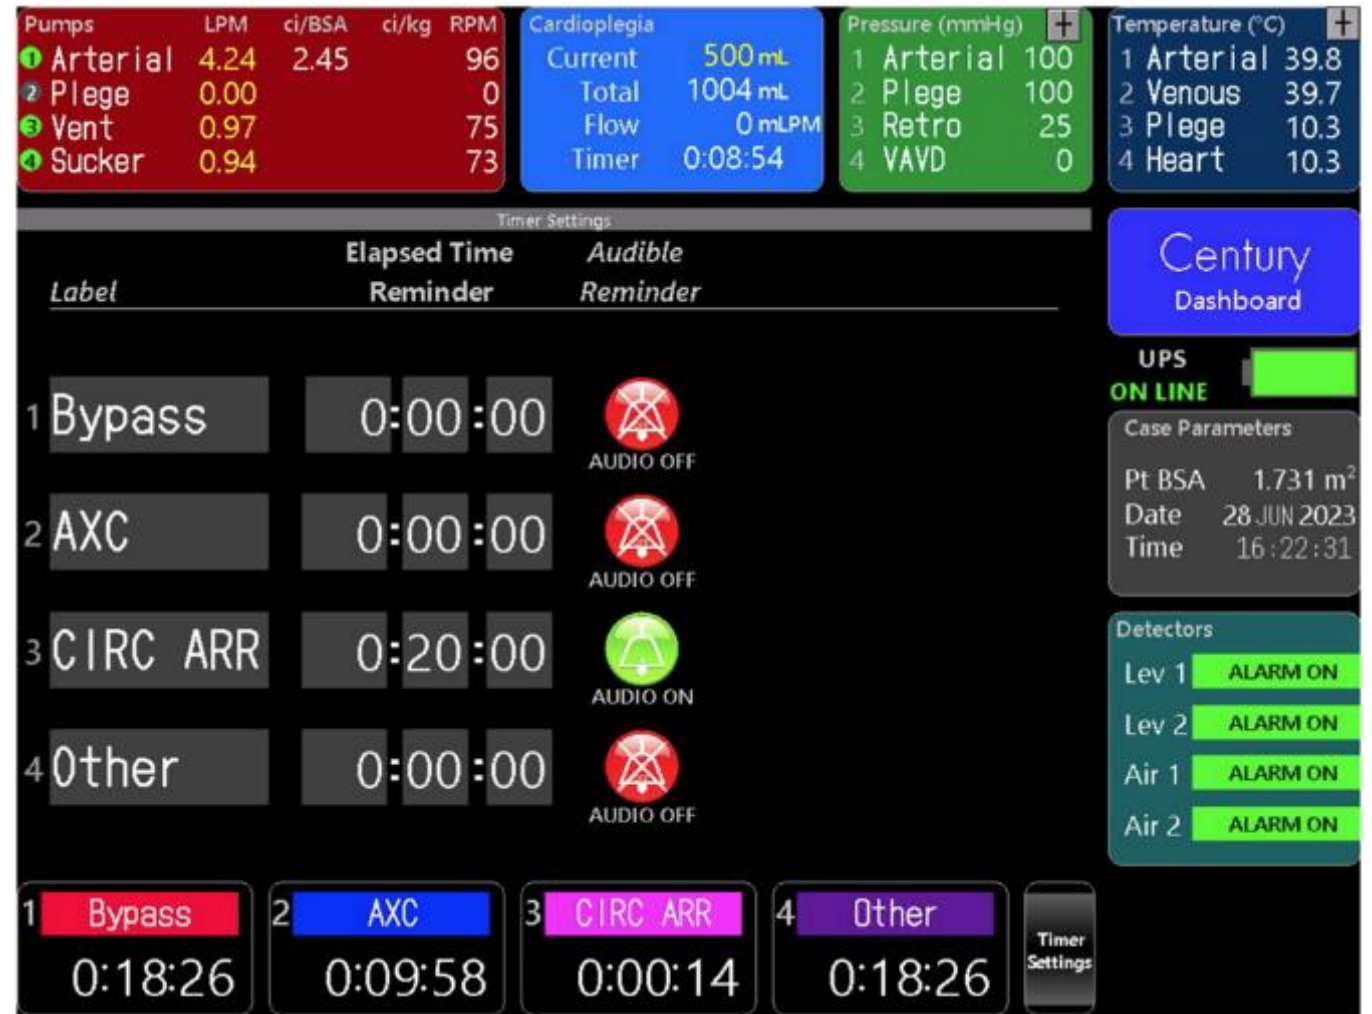 Pumps LPM ci/BSA ci/kg RPM
1 Arterial 4.24 2.45 96
2 Plege 0.00 0
3 Vent 0.97 75
4 Sucker 0.94 73
Cardioplegia
Current 500 mL
Total 1004 mL
Flow 0 mLPM
Timer 0:08:54
Pressure (mmHg) +
1 Arterial 100
2 Plege 100
3 Retro 25
4 VAVD 0
Temperature (°C) +
1 Arterial 39.8
2 Venous 39.7
3 Plege 10.3
4 Heart 10.3
Timer Settings
Label Elapsed Time Reminder Audible Reminder
1 Bypass 0:00:00 AUDIO OFF
2 AXC 0:00:00 AUDIO OFF
3 CIRC ARR 0:20:00 AUDIO ON
4 Other 0:00:00 AUDIO OFF
Century
Dashboard
UPS
ON LINE
Case Parameters
Pt BSA 1.731 m²
Date 28 JUN 2023
Time 16:22:31
Detectors
Lev 1 ALARM ON
Lev 2 ALARM ON
Air 1 ALARM ON
Air 2 ALARM ON
1 Bypass
0:18:26
2 AXC
0:09:58
3 CIRC ARR
0:00:14
4 Other
0:18:26
Timer
Settings